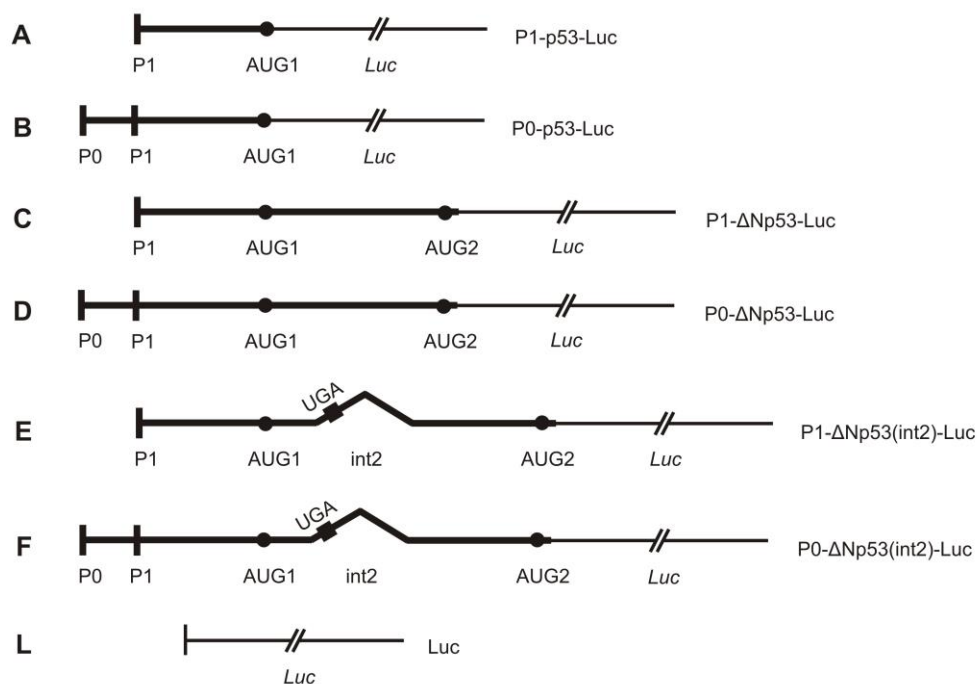 A P1-p53-Luc
P1 AUG1 Luc
B P0-p53-Luc
P0 P1 AUG1 Luc
C P1-ΔNp53-Luc
P1 AUG1 AUG2 Luc
D P0-ΔNp53-Luc
P0 P1 AUG1 AUG2 Luc
UGA
E P1-ΔNp53(int2)-Luc
P1 AUG1 int2 AUG2 Luc
UGA
F P0-ΔNp53(int2)-Luc
P0 P1 AUG1 int2 AUG2 Luc
L Luc
Luc